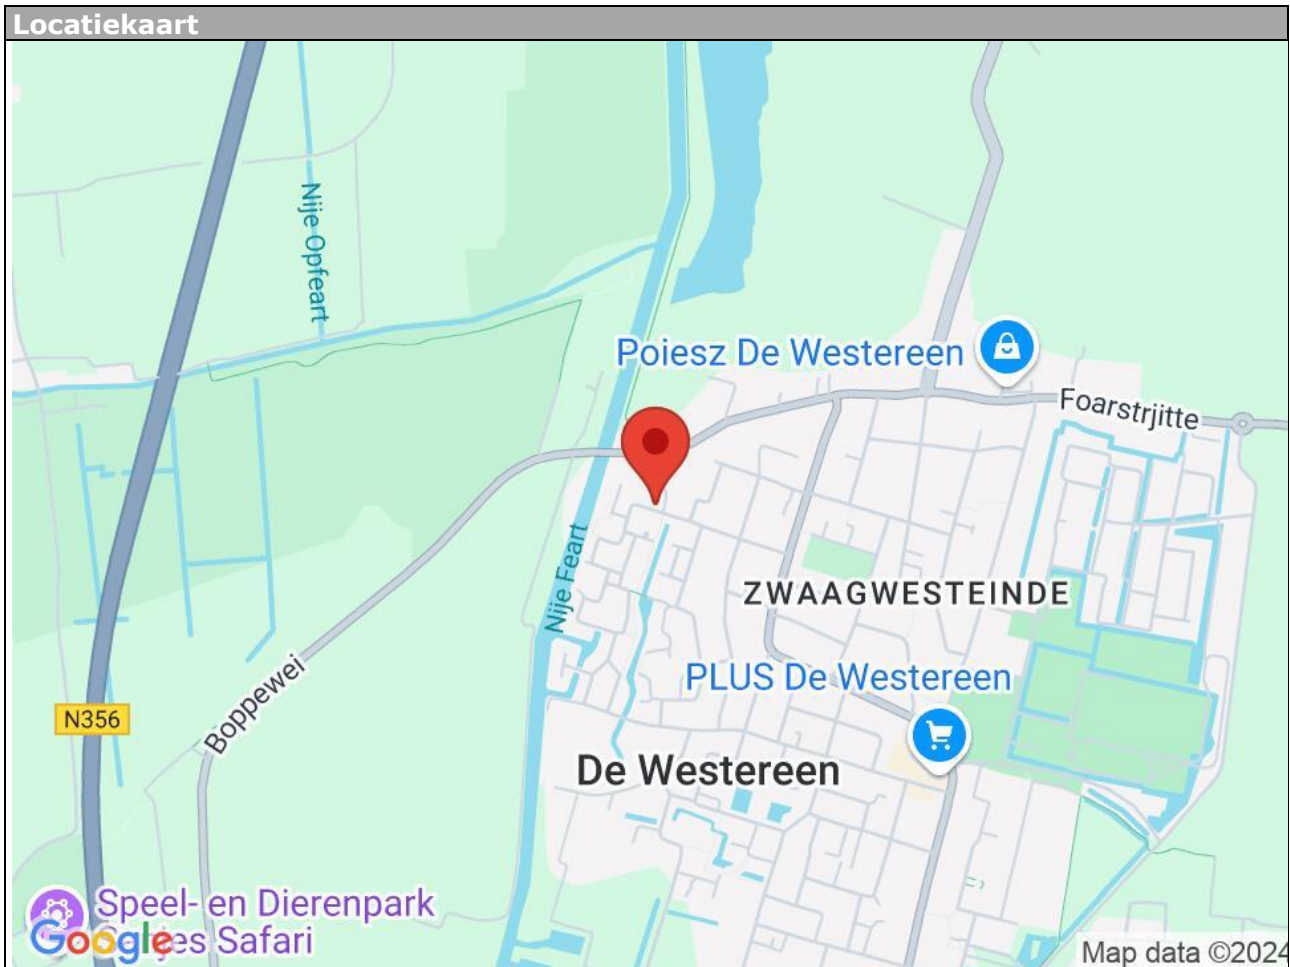 Locatiekaart
Nije Opfeart
Poiesz De Westereen
Foarstrjitte
Nije Feart
ZWAAGWESTEINDE
PLUS De Westereen
Boppewei
N356
De Westereen
Speel- en Dierenpark
Safari
Google
Map data ©2024